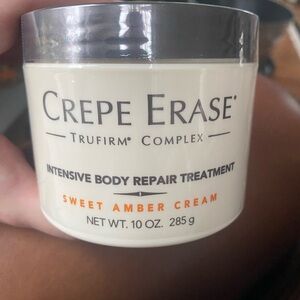 CREPE ERASE®
TRUFIRM® COMPLEX
INTENSIVE BODY REPAIR TREATMENT
SWEET AMBER CREAM
NET WT. 10 OZ. 285 g